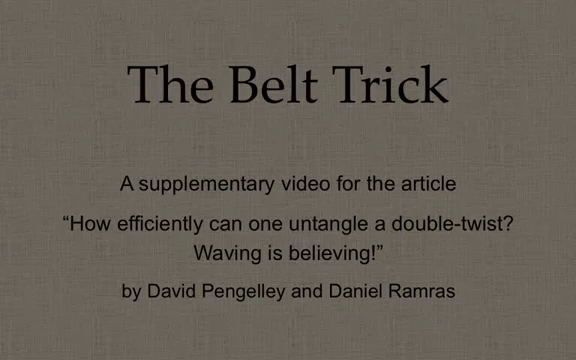 The Belt Trick
A supplementary video for the article
“How efficiently can one untangle a double-twist?
Waving is believing!”
by David Pengelley and Daniel Ramras